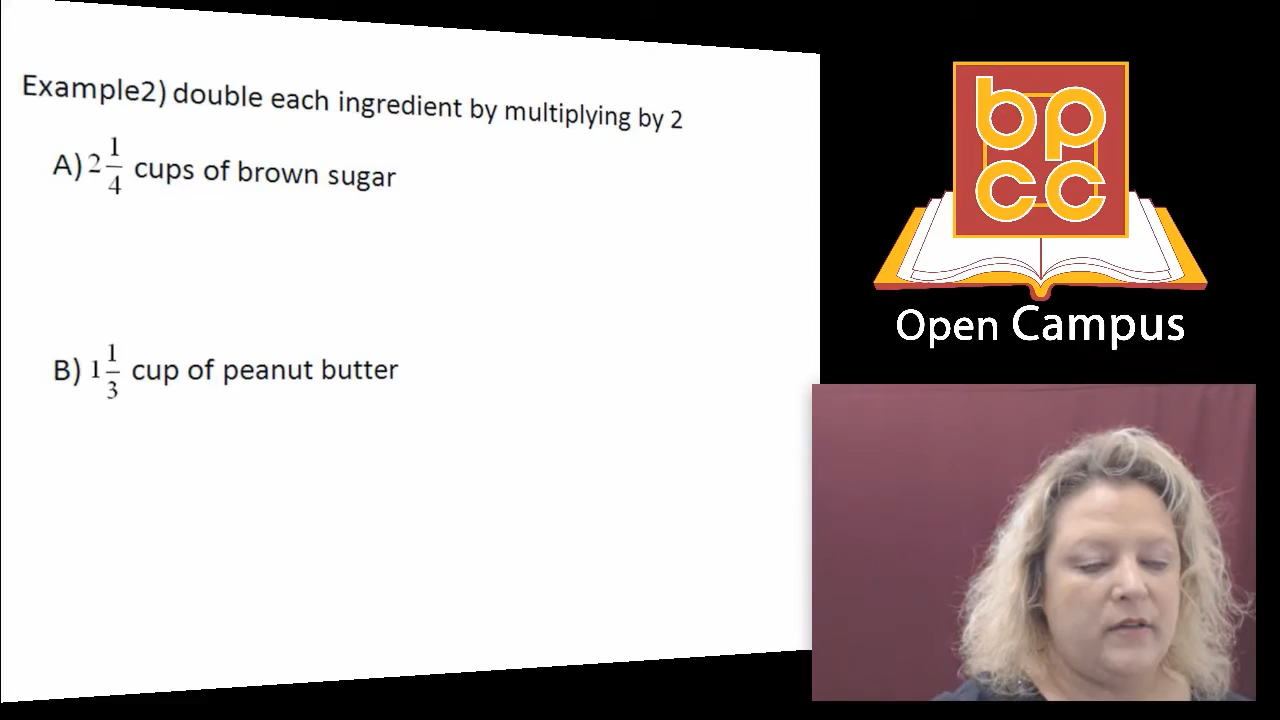 Example2) double each ingredient by multiplying by 2
A) 2 1/4 cups of brown sugar
B) 1 1/3 cup of peanut butter
bp
cc
Open Campus